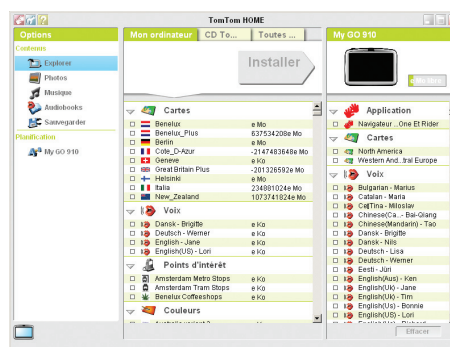 TomTom HOME
Options
Contenus
Explorer
Photos
Musique
Audiobooks
Sauvegarder
Planification
My GO 910
Mon ordinateur
CD To...
Toutes ...
Installer
Cartes
Benelux e Mo
Benelux_Plus 637534208e Mo
Berlin e Mo
Cote_D-Azur -2147483648e Mo
Geneve e Ko
Great Britain Plus -201326592e Mo
Helsinki e Mo
Italia 234881024e Mo
New_Zealand 1073741824e Mo
Voix
Dansk - Brigitte e Ko
Deutsch - Werner e Ko
English - Jane e Ko
English(US) - Lori e Ko
Points d'intérêt
Amsterdam Metro Stops e Ko
Amsterdam Tram Stops e Ko
Benelux Coffeeshops e Ko
Couleurs
My GO 910
Application
Navigateur ...One Et Rider
Cartes
North America
Western And...tral Europe
Voix
Bulgarian - Marius
Catalan - Maria
- Miloslav
Chinese(Ca...- Bai-Qiang
Chinese(Mandarin) - Tao
Dansk - Brigitte
Dansk - Nils
Deutsch - Lisa
Deutsch - Werner
Eesti - Jüri
English(Aus) - Ken
English(Uk) - Jane
English(Uk) - Tim
English(Us) - Bonnie
English(US) - Lori
Effacer